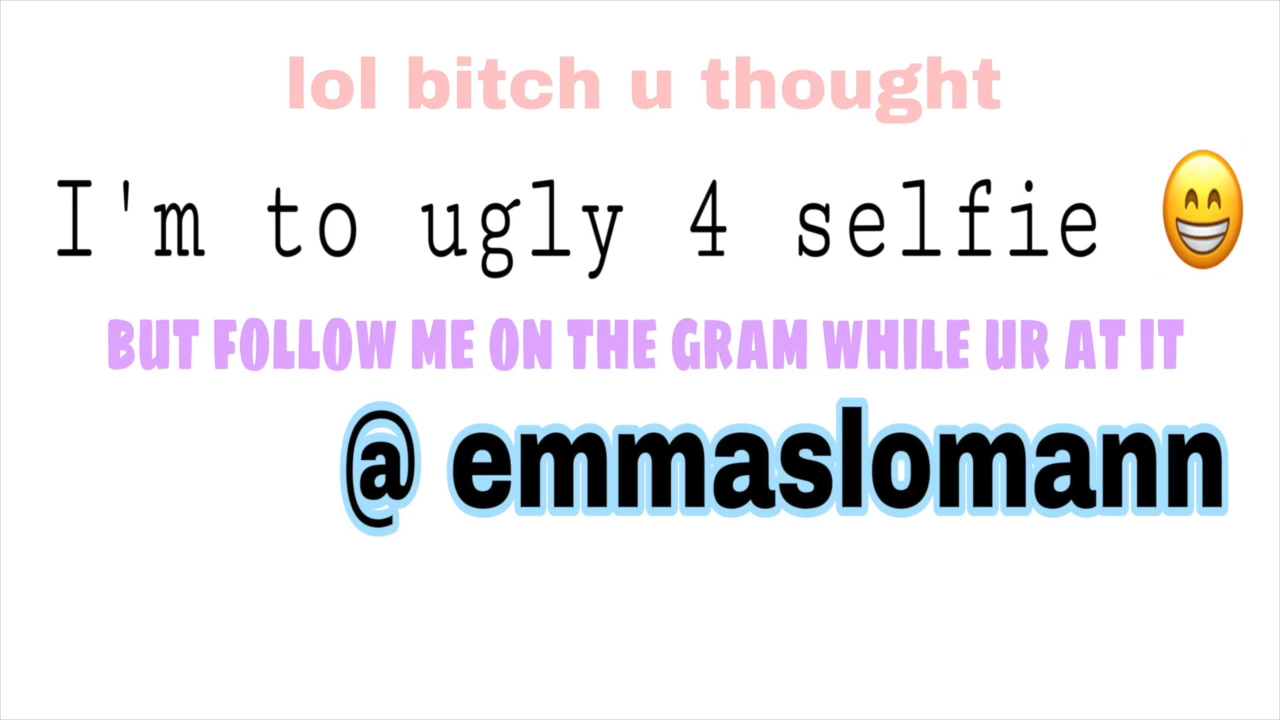 lol bitch u thought
I'm to ugly 4 selfie 😁
BUT FOLLOW ME ON THE GRAM WHILE UR AT IT
@ emmaslomann